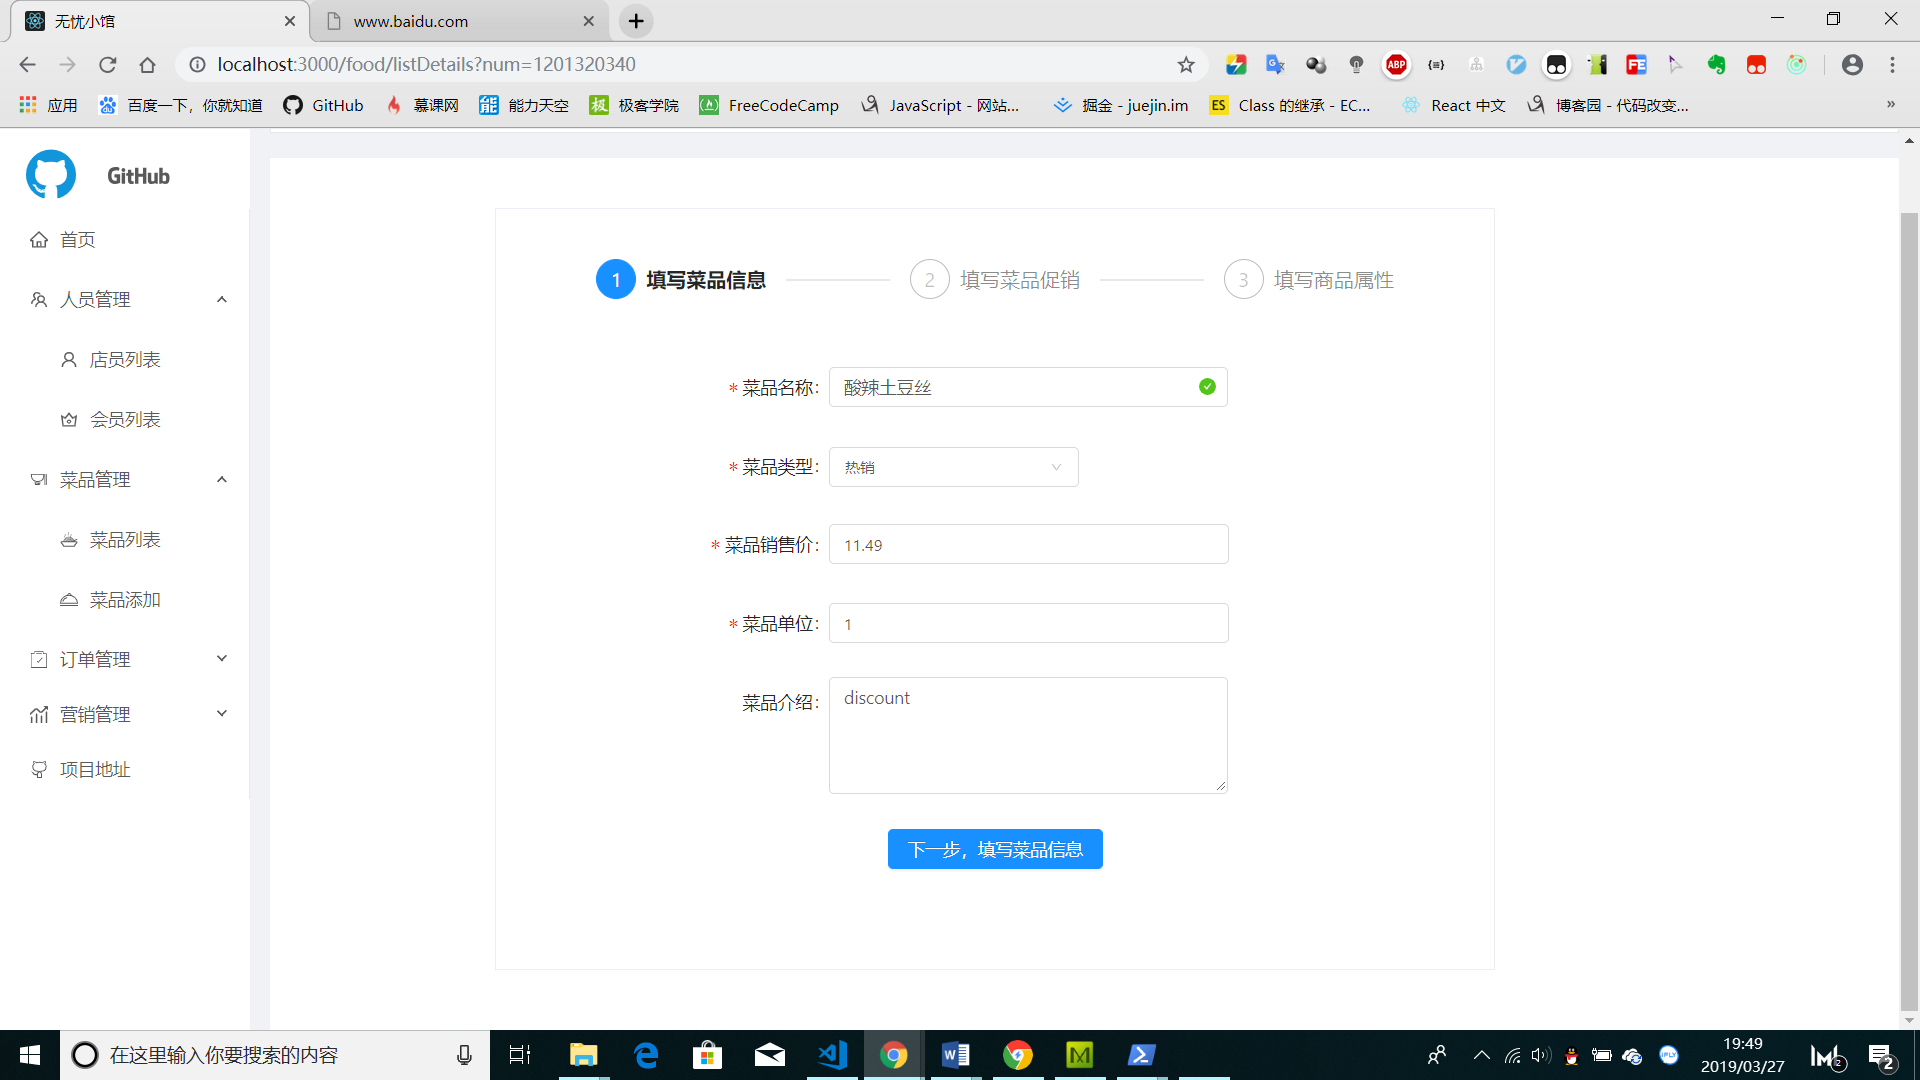 无忧小馆
www.baidu.com
localhost:3000/food/listDetails?num=1201320340
ABP
FE
应用
百度一下，你就知道
GitHub
慕课网
能 能力天空
极 极客学院
FreeCodeCamp
JavaScript - 网站...
掘金 - juejin.im
ES Class 的继承 - EC...
React 中文
博客园 - 代码改变...
GitHub
首页
人员管理
店员列表
会员列表
菜品管理
菜品列表
菜品添加
订单管理
营销管理
项目地址
1 填写菜品信息
2 填写菜品促销
3 填写商品属性
* 菜品名称: 酸辣土豆丝
* 菜品类型: 热销
* 菜品销售价: 11.49
* 菜品单位: 1
菜品介绍: discount
下一步，填写菜品信息
在这里输入你要搜索的内容
19:49
2019/03/27
2
2